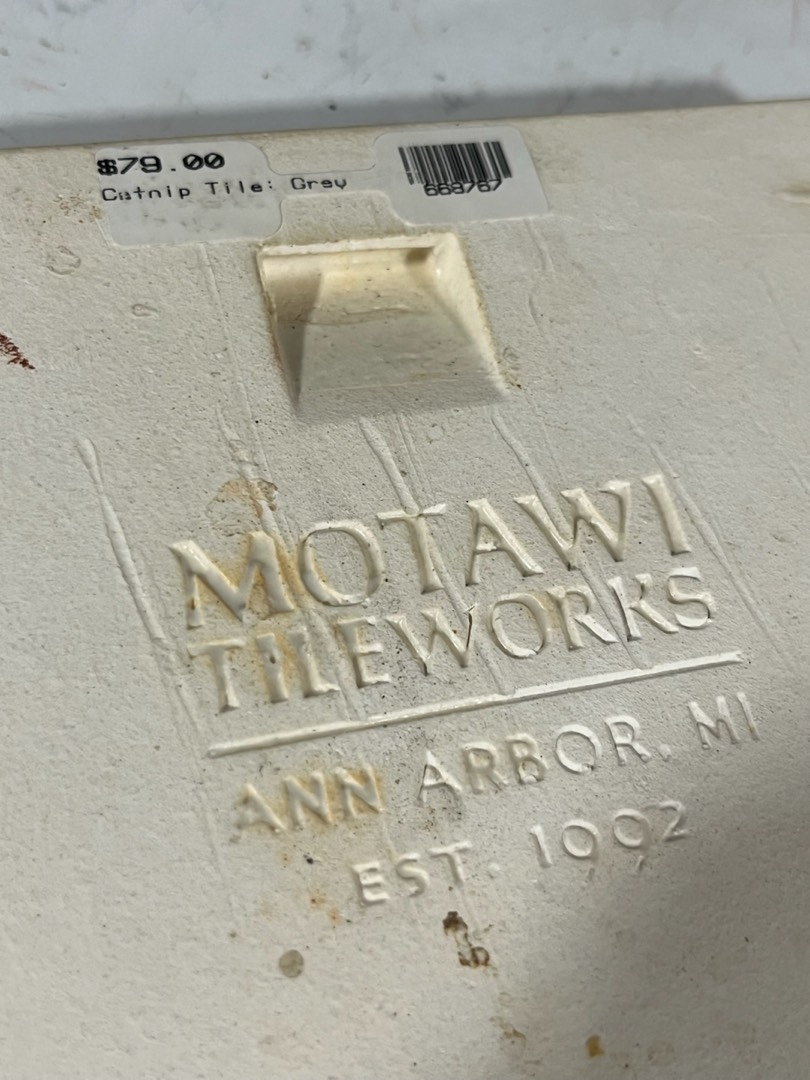 $79.00
Catnip Tile: Grey
668767
MOTAWI
TILEWORKS
ANN ARBOR, MI
EST. 1992